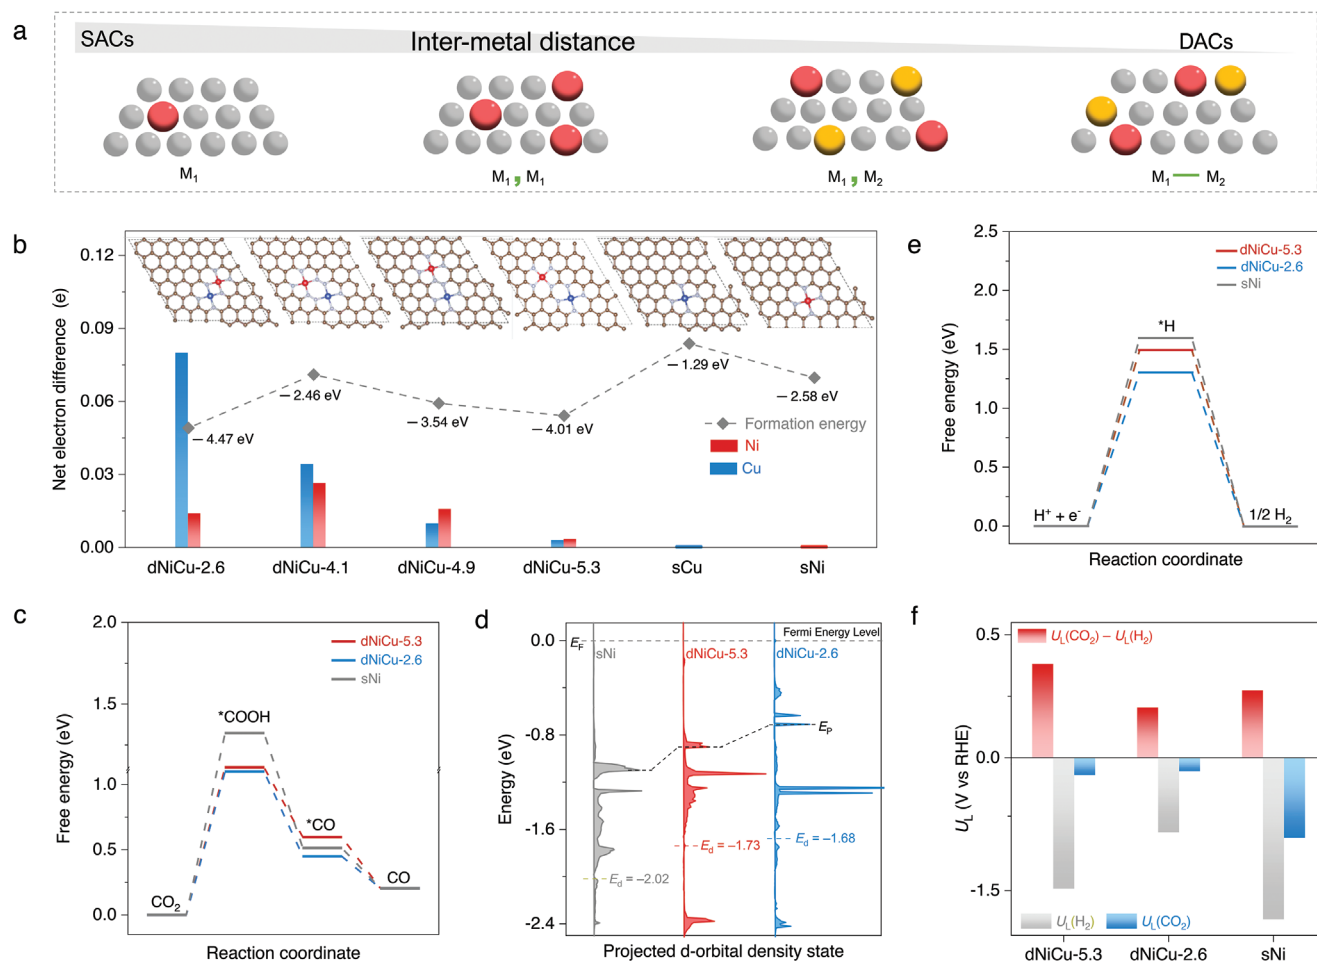 a
SACs
Inter-metal distance
DACs
M1
M1 , M1
M1 , M2
M1 — M2
b
Net electron difference (e)
0.12
0.09
0.06
0.03
0.00
– 4.47 eV
– 2.46 eV
– 3.54 eV
– 4.01 eV
– 1.29 eV
– 2.58 eV
Formation energy
Ni
Cu
dNiCu-2.6
dNiCu-4.1
dNiCu-4.9
dNiCu-5.3
sCu
sNi
e
Free energy (eV)
2.5
2.0
1.5
1.0
0.5
0.0
dNiCu-5.3
dNiCu-2.6
sNi
*H
H+ + e-
1/2 H2
Reaction coordinate
c
Free energy (eV)
2.0
1.5
1.0
0.5
0.0
dNiCu-5.3
dNiCu-2.6
sNi
*COOH
*CO
CO2
CO
Reaction coordinate
d
Energy (eV)
0.0
-0.8
-1.6
-2.4
EF
Fermi Energy Level
sNi
dNiCu-5.3
dNiCu-2.6
EP
Ed = –2.02
Ed = –1.73
Ed = –1.68
Projected d-orbital density state
f
UL (V vs RHE)
0.5
0.0
-1.5
UL(CO2) – UL(H2)
UL(H2)
UL(CO2)
dNiCu-5.3
dNiCu-2.6
sNi